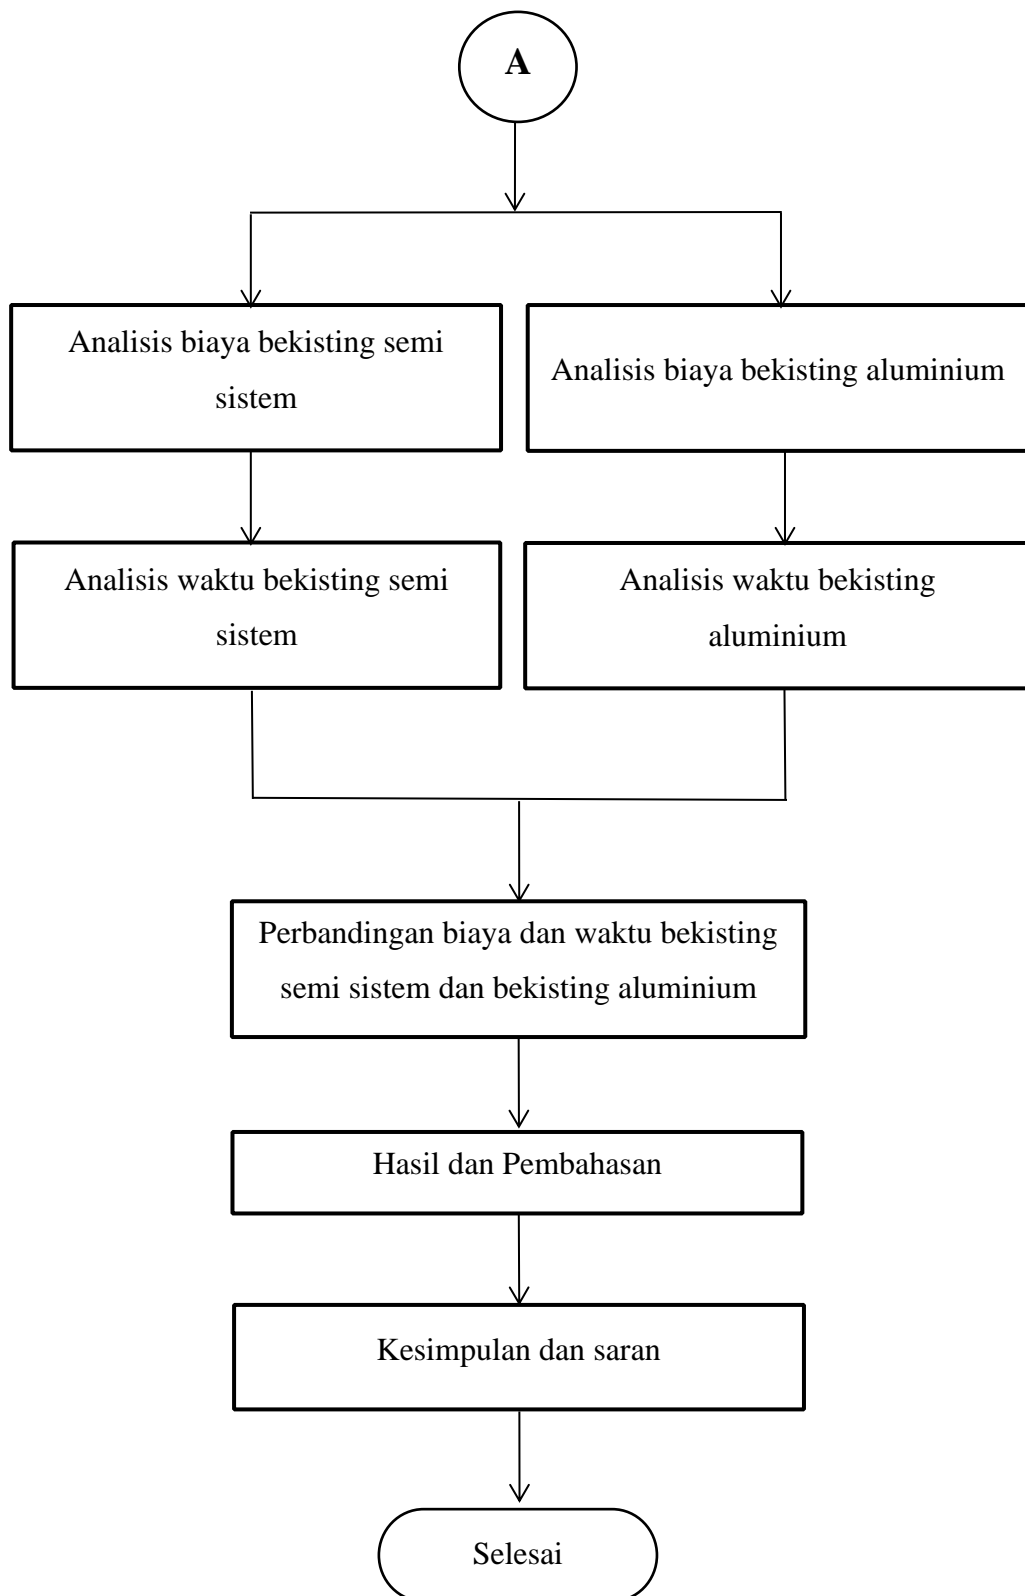 A
Analisis biaya bekisting semi
sistem
Analisis biaya bekisting aluminium
Analisis waktu bekisting semi
sistem
Analisis waktu bekisting
aluminium
Perbandingan biaya dan waktu bekisting
semi sistem dan bekisting aluminium
Hasil dan Pembahasan
Kesimpulan dan saran
Selesai